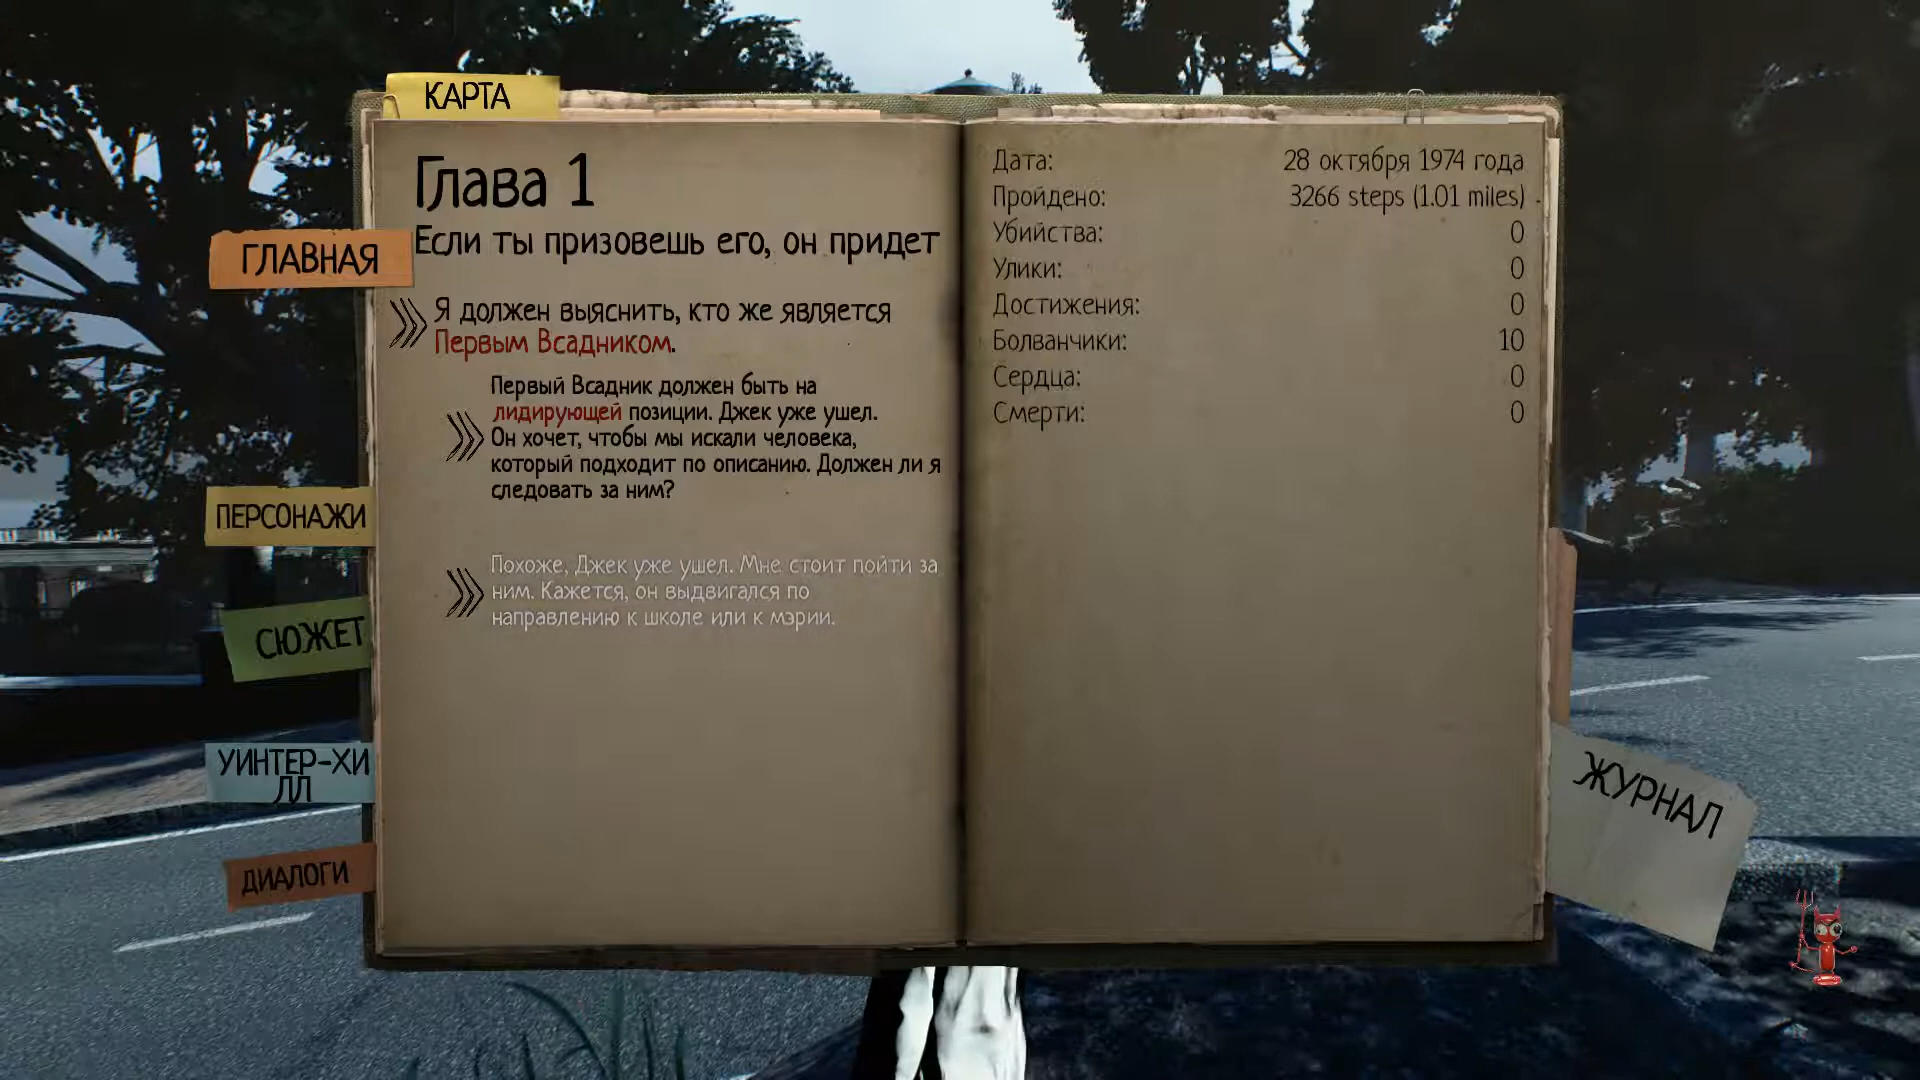 КАРТА
Глава 1
Если ты призовешь его, он придет
Я должен выяснить, кто же является
Первым Всадником.
Первый Всадник должен быть на
лидирующей позиции. Джек уже ушел.
Он хочет, чтобы мы искали человека,
который подходит по описанию. Должен ли я
следовать за ним?
Похоже, Джек уже ушел. Мне стоит пойти за
ним. Кажется, он выдвигался по
направлению к школе или к мэрии.
ГЛАВНАЯ
ПЕРСОНАЖИ
СЮЖЕТ
УИНТЕР-ХИ
ЛЛ
ДИАЛОГИ
Дата: 28 октября 1974 года
Пройдено: 3266 steps (1.01 miles)
Убийства: 0
Улики: 0
Достижения: 0
Болванчики: 10
Сердца: 0
Смерти: 0
ЖУРНАЛ